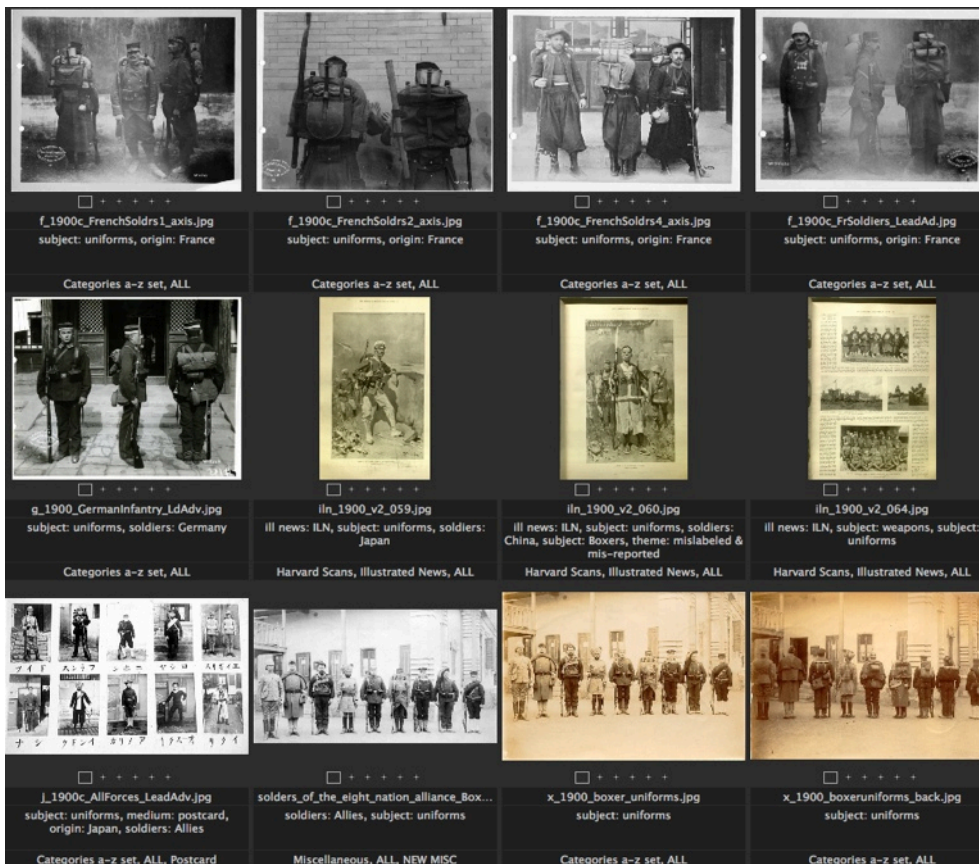 f_1900c_FrenchSoldrs1_axis.jpg
subject: uniforms, origin: France
Categories a-z set, ALL
f_1900c_FrenchSoldrs2_axis.jpg
subject: uniforms, origin: France
Categories a-z set, ALL
f_1900c_FrenchSoldrs4_axis.jpg
subject: uniforms, origin: France
Categories a-z set, ALL
f_1900c_FrSoldiers_LeadAd.jpg
subject: uniforms, origin: France
Categories a-z set, ALL
g_1900_GermanInfantry_LdAdv.jpg
subject: uniforms, soldiers: Germany
Categories a-z set, ALL
iln_1900_v2_059.jpg
ill news: ILN, subject: uniforms, soldiers:
Japan
Harvard Scans, Illustrated News, ALL
iln_1900_v2_060.jpg
ill news: ILN, subject: uniforms, soldiers:
China, subject: Boxers, theme: mislabeled &
mis-reported
Harvard Scans, Illustrated News, ALL
iln_1900_v2_064.jpg
ill news: ILN, subject: weapons, subject:
uniforms
Harvard Scans, Illustrated News, ALL
j_1900c_AllForces_LeadAdv.jpg
subject: uniforms, medium: postcard,
origin: Japan, soldiers: Allies
Categories a-z set, ALL, Postcard
solders_of_the_eight_nation_alliance_Box...
soldiers: Allies, subject: uniforms
Miscellaneous, ALL, NEW MISC
x_1900_boxer_uniforms.jpg
subject: uniforms
Categories a-z set, ALL
x_1900_boxeruniforms_back.jpg
subject: uniforms
Categories a-z set, ALL